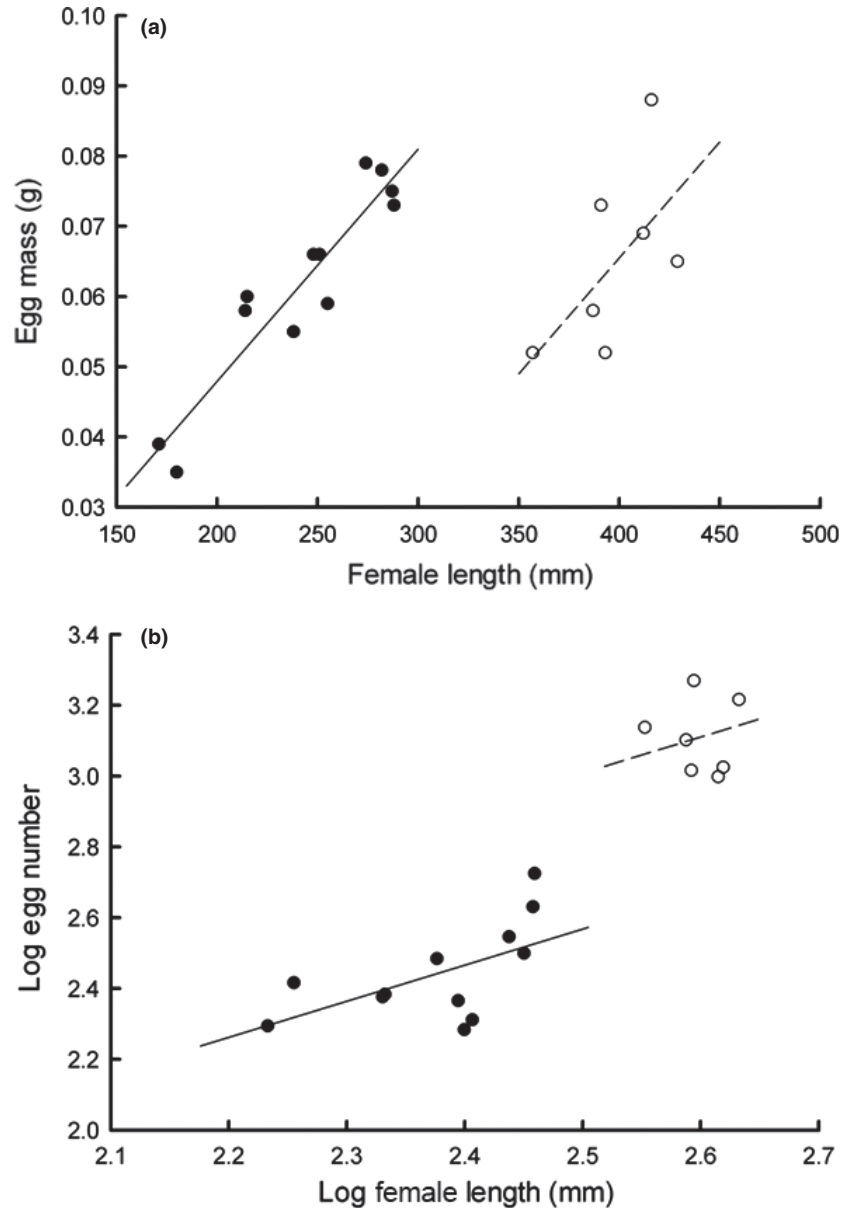 (a)
0.10
0.09
0.08
0.07
0.06
0.05
0.04
0.03
Egg mass (g)
150 200 250 300 350 400 450 500
Female length (mm)
(b)
3.4
3.2
3.0
2.8
2.6
2.4
2.2
2.0
Log egg number
2.1 2.2 2.3 2.4 2.5 2.6 2.7
Log female length (mm)